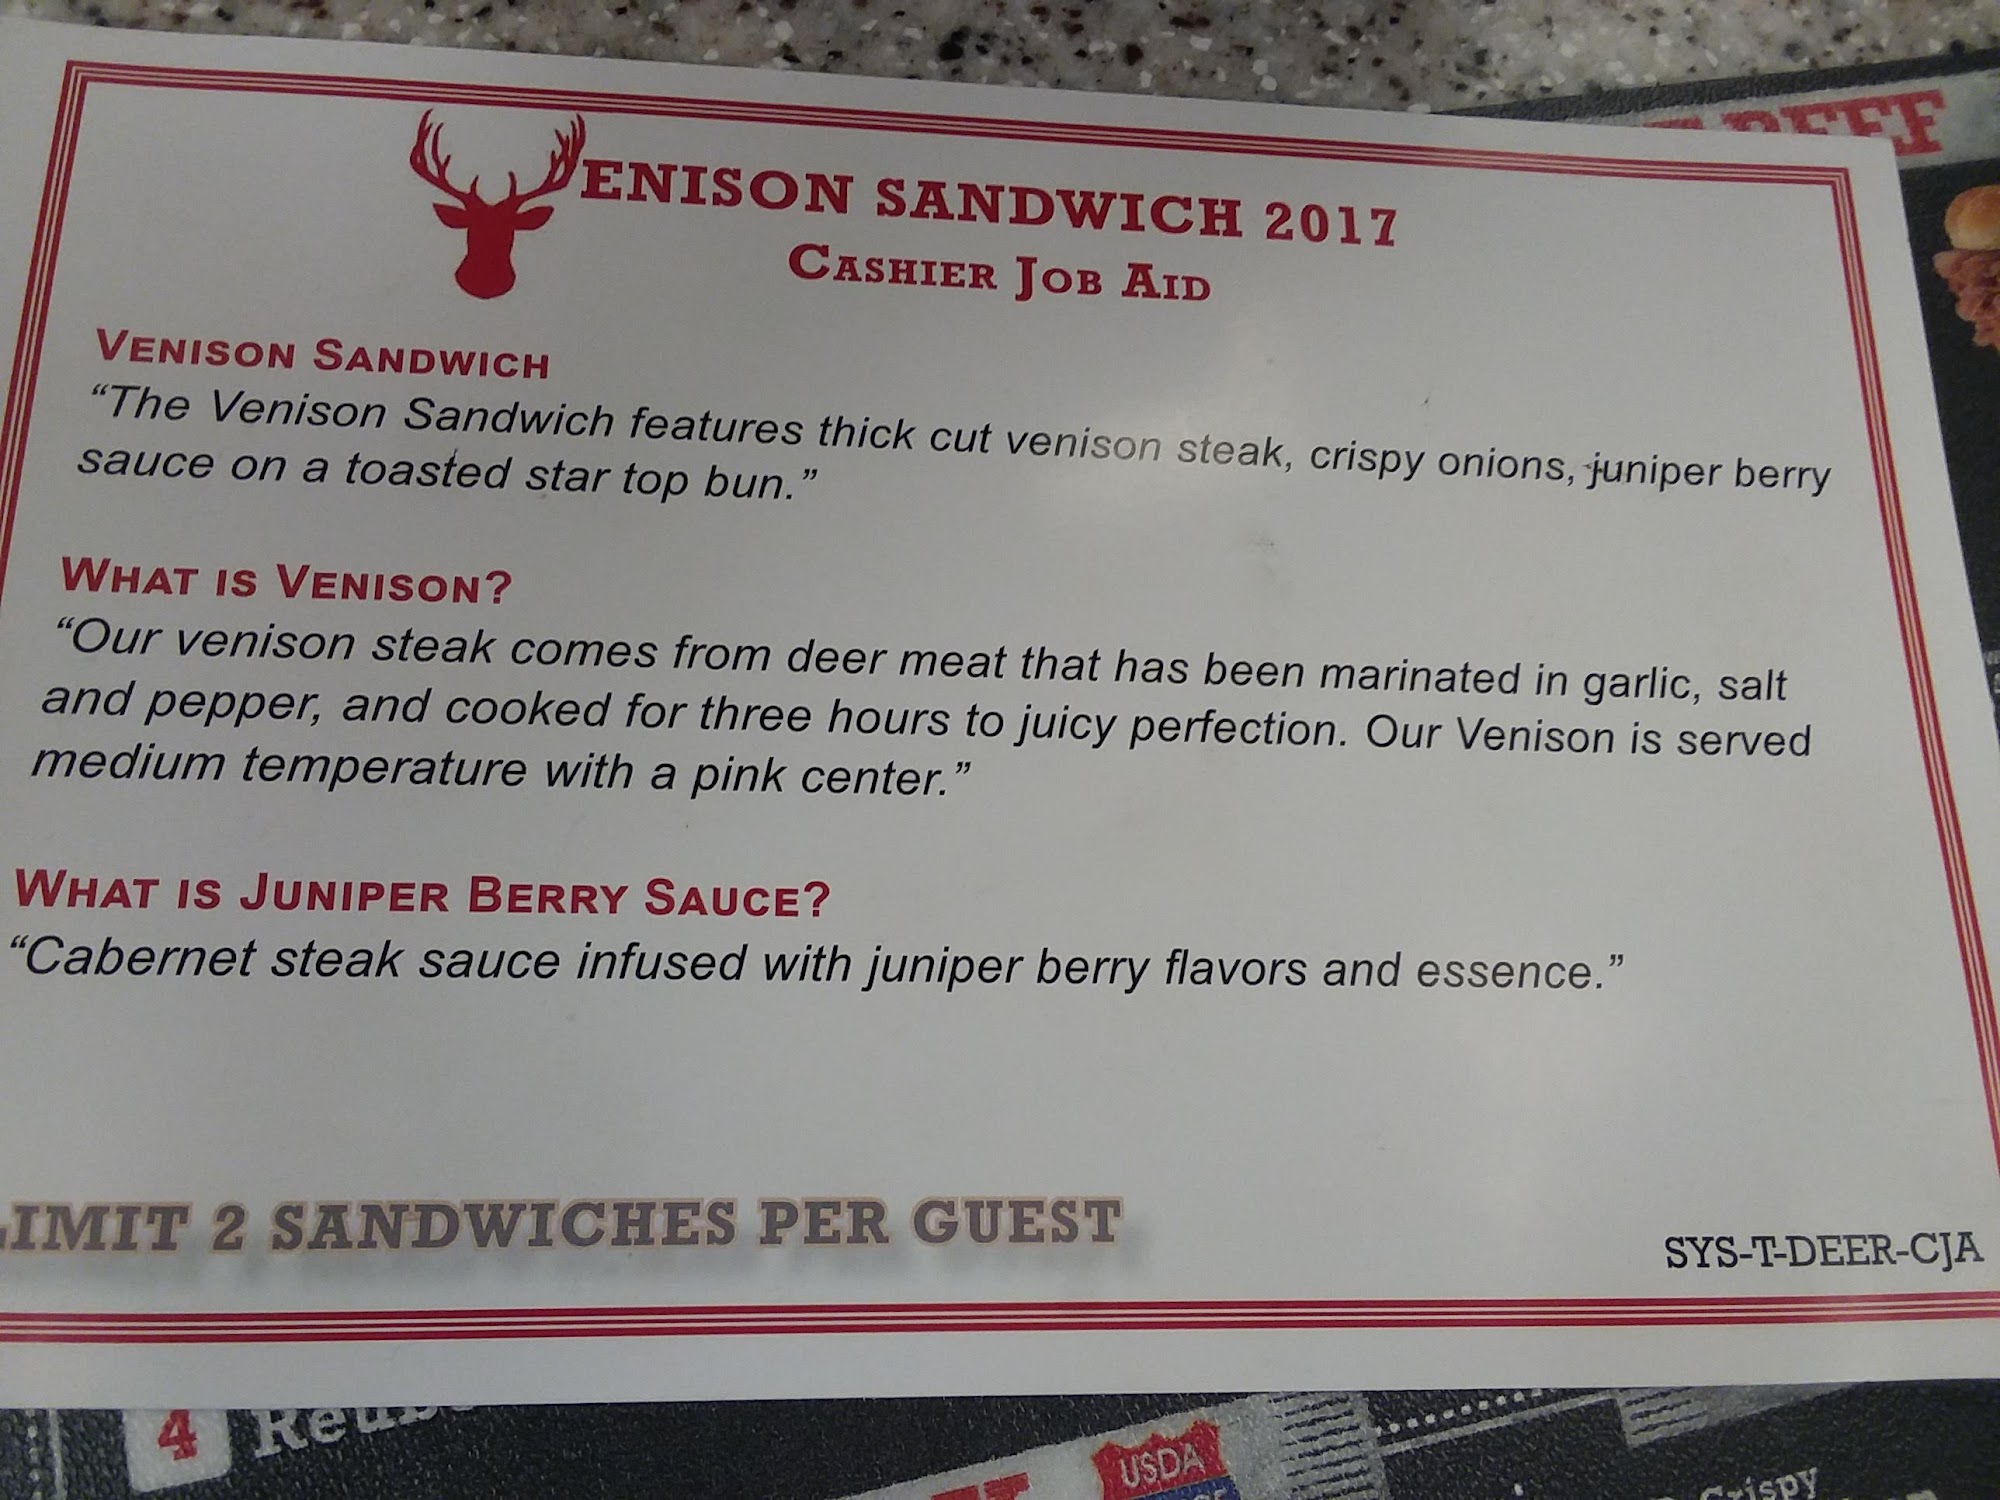 BEEF
ENISON SANDWICH 2017
CASHIER JOB AID
VENISON SANDWICH
“The Venison Sandwich features thick cut venison steak, crispy onions, juniper berry
sauce on a toasted star top bun.”
WHAT IS VENISON?
“Our venison steak comes from deer meat that has been marinated in garlic, salt
and pepper, and cooked for three hours to juicy perfection. Our Venison is served
medium temperature with a pink center.”
WHAT IS JUNIPER BERRY SAUCE?
“Cabernet steak sauce infused with juniper berry flavors and essence.”
LIMIT 2 SANDWICHES PER GUEST
SYS-T-DEER-CJA
4
USDA
Crispy